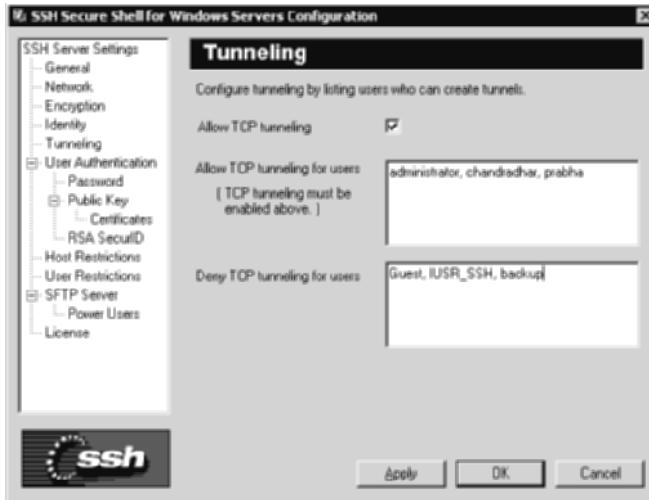 SSH Secure Shell for Windows Servers Configuration
SSH Server Settings
General
Network
Encryption
Identity
Tunneling
User Authentication
Password
Public Key
Certificates
RSA SecurID
Host Restrictions
User Restrictions
SFTP Server
Power Users
License
ssh
Tunneling
Configure tunneling by listing users who can create tunnels.
Allow TCP tunneling
Allow TCP tunneling for users
( TCP tunneling must be
enabled above. )
administrator, chandradhar, prabha
Deny TCP tunneling for users
Guest, IUSR_SSH, backup
Apply
OK
Cancel